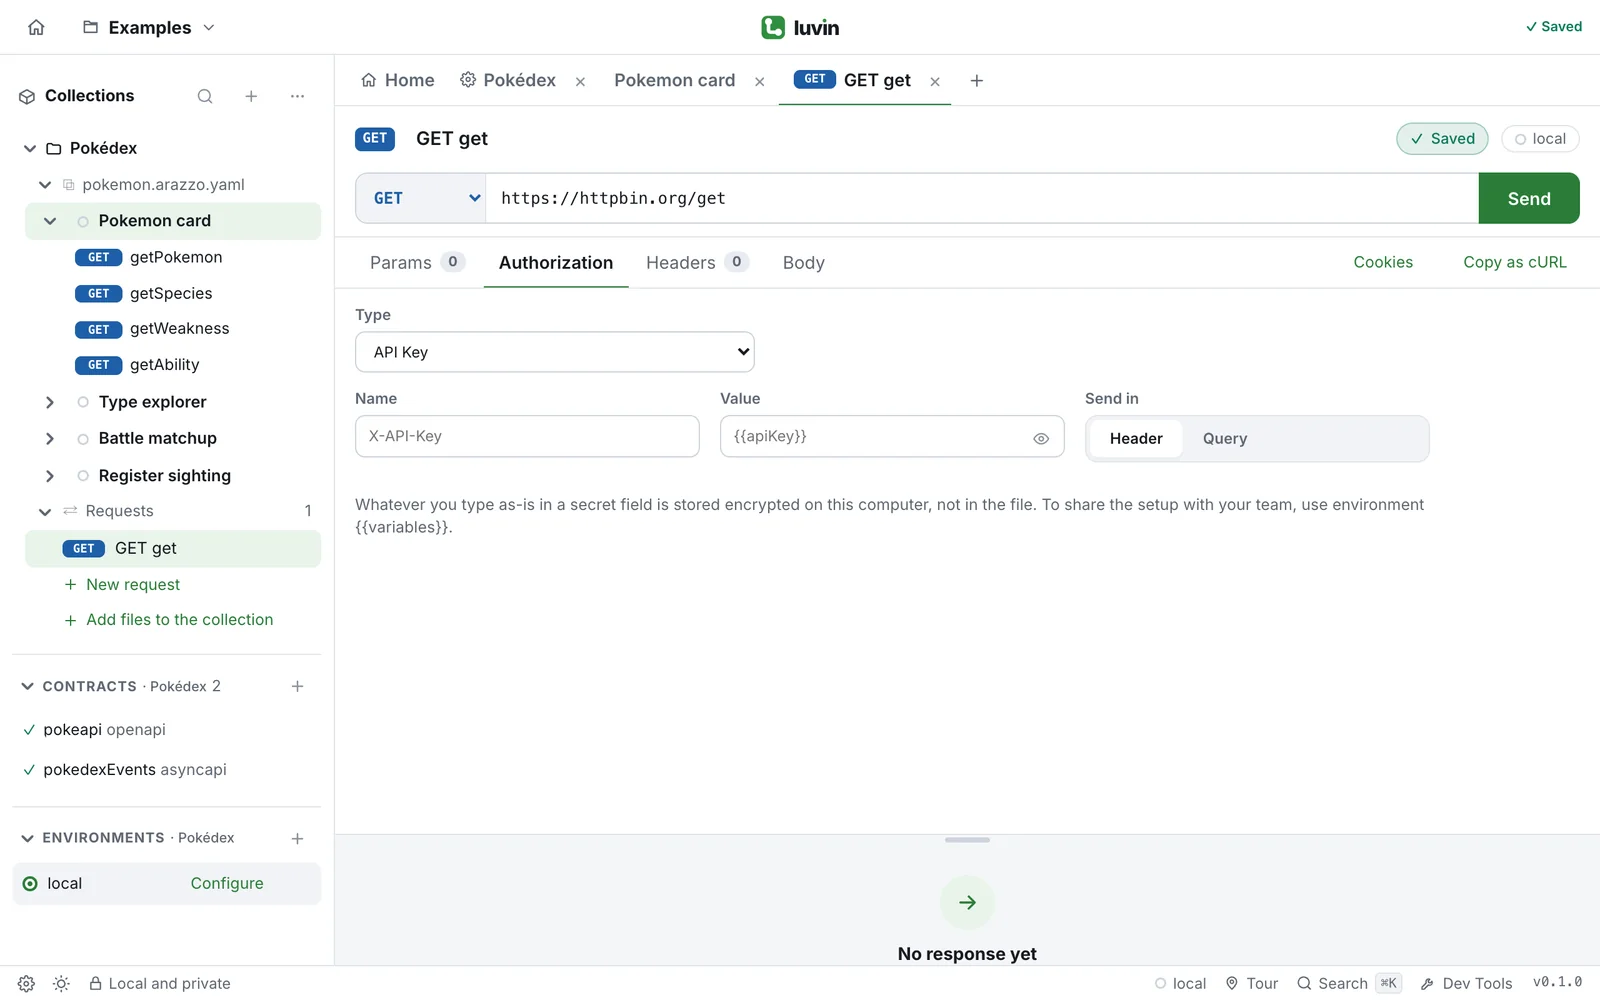 Examples
luvin
Saved
Collections
Home
Pokédex
Pokemon card
GET GET get
Pokédex
pokemon.arazzo.yaml
Pokemon card
GET getPokemon
GET getSpecies
GET getWeakness
GET getAbility
Type explorer
Battle matchup
Register sighting
Requests 1
GET GET get
New request
Add files to the collection
CONTRACTS · Pokédex 2
pokeapi openapi
pokedexEvents asyncapi
ENVIRONMENTS · Pokédex
local Configure
GET GET get
Saved
local
GET https://httpbin.org/get Send
Params 0 Authorization Headers 0 Body Cookies Copy as cURL
Type
API Key
Name Value Send in
X-API-Key {{apiKey}} Header Query
Whatever you type as-is in a secret field is stored encrypted on this computer, not in the file. To share the setup with your team, use environment
{{variables}}.
No response yet
Local and private
local Tour Search ⌘K Dev Tools v0.1.0